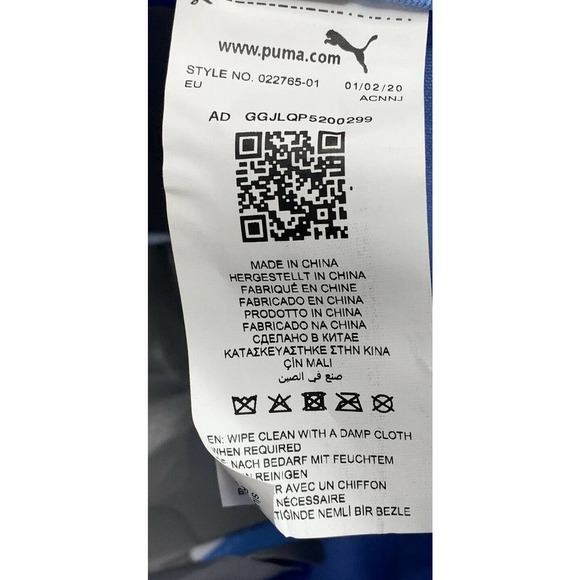 www.puma.com
STYLE NO. 022765-01 01/02/20
EU ACNNJ
AD GGJLQP5200299
MADE IN CHINA
HERGESTELLT IN CHINA
FABRIQUÉ EN CHINE
FABRICADO EN CHINA
PRODOTTO IN CHINA
FABRICADO NA CHINA
СДЕЛАНО В КИТАЕ
ΚΑΤΑΣΚΕΥΑΣΤΗΚΕ ΣΤΗΝ ΚΙΝΑ
ÇİN MALI
صنع في الصين
EN: WIPE CLEAN WITH A DAMP CLOTH
WHEN REQUIRED
NACH BEDARF MIT FEUCHTEM
REINIGEN
AVEC UN CHIFFON
NÉCESSAIRE
NEMLİ BİR BEZLE